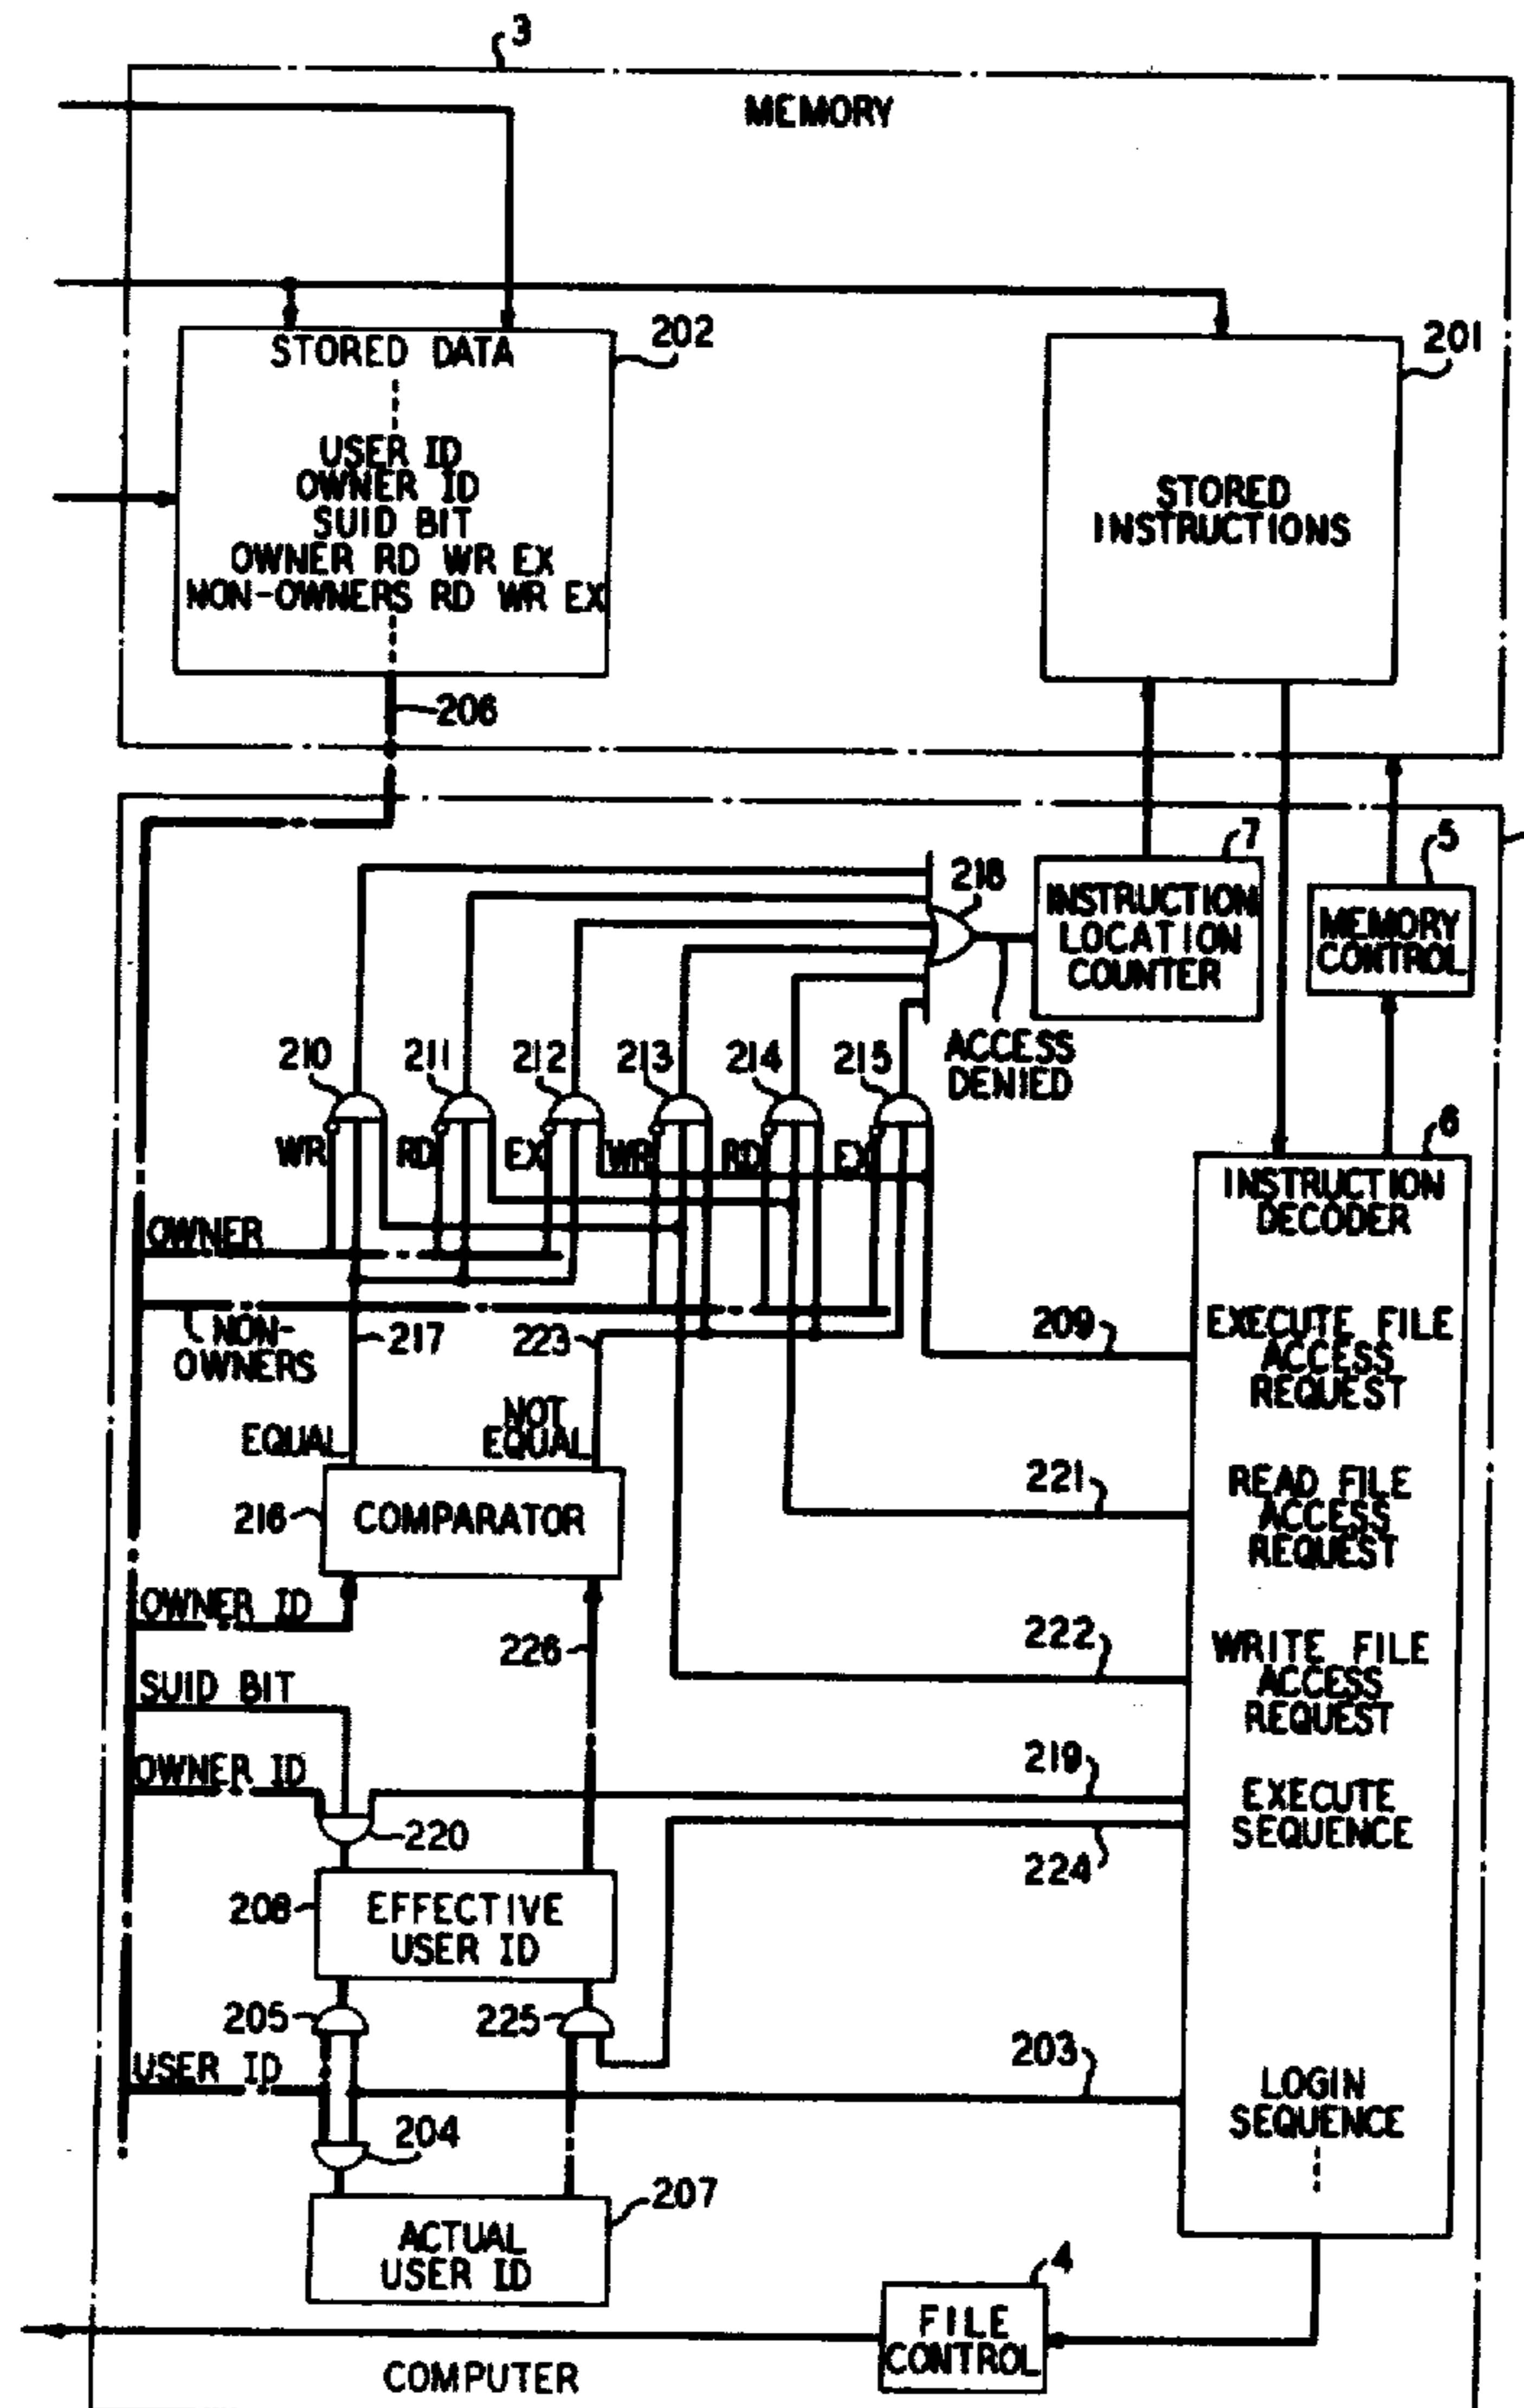 3
MEMORY
STORED DATA
202
USER ID
OWNER ID
SUID BIT
OWNER RD WR EX
NON-OWNERS RD WR EX
206
201
STORED
INSTRUCTIONS
218
7
INSTRUCTION
LOCATION
COUNTER
5
MEMORY
CONTROL
ACCESS
DENIED
210
211
212
213
214
215
WR
RD
EX
WR
RD
EX
6
INSTRUCTION
DECODER
OWNER
NON-
OWNERS
217
223
209
EXECUTE FILE
ACCESS
REQUEST
EQUAL
NOT
EQUAL
216
COMPARATOR
221
READ FILE
ACCESS
REQUEST
OWNER ID
226
222
WRITE FILE
ACCESS
REQUEST
SUID BIT
OWNER ID
219
EXECUTE
SEQUENCE
220
224
208
EFFECTIVE
USER ID
205
225
USER ID
203
LOGIN
SEQUENCE
204
207
ACTUAL
USER ID
4
FILE
CONTROL
COMPUTER